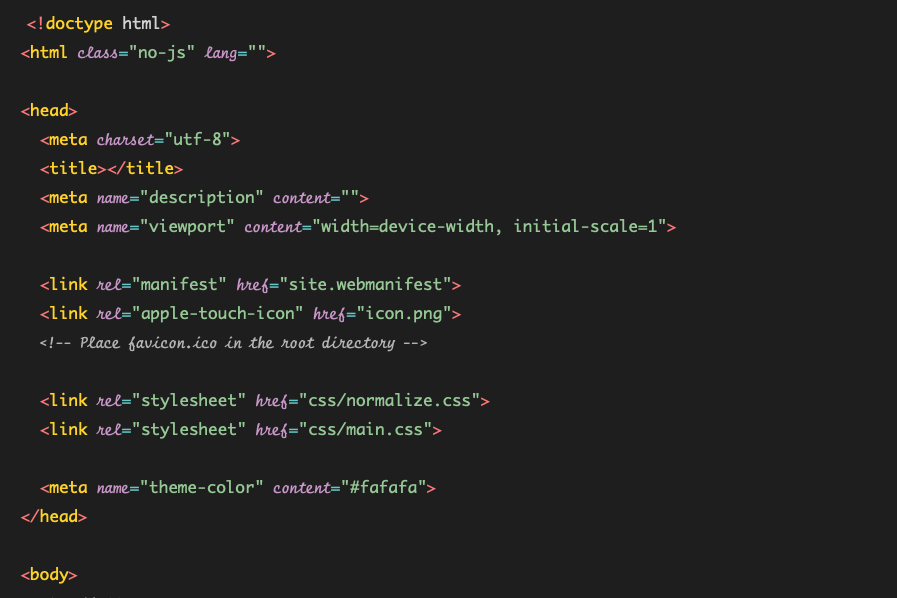 <!doctype html>
<html class="no-js" lang="">
<head>
<meta charset="utf-8">
<title></title>
<meta name="description" content="">
<meta name="viewport" content="width=device-width, initial-scale=1">
<link rel="manifest" href="site.webmanifest">
<link rel="apple-touch-icon" href="icon.png">
<!-- Place favicon.ico in the root directory -->
<link rel="stylesheet" href="css/normalize.css">
<link rel="stylesheet" href="css/main.css">
<meta name="theme-color" content="#fafafa">
</head>
<body>